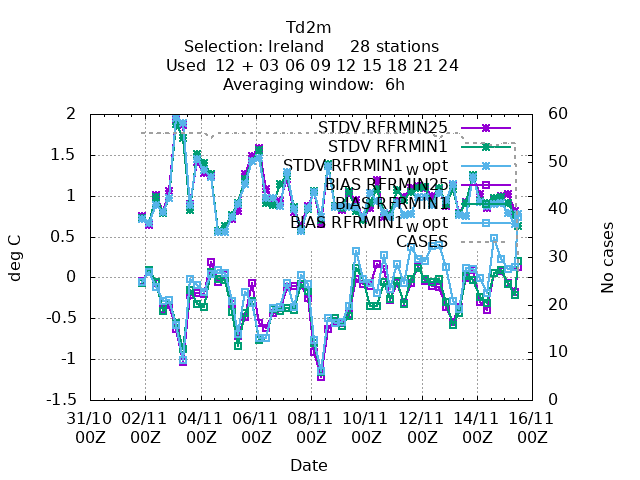 Td2m
Selection: Ireland     28 stations
Used  12 + 03 06 09 12 15 18 21 24
Averaging window:  6h
STDV RFRMIN25
STDV RFRMIN1
STDV RFRMIN1w opt
BIAS RFRMIN25
BIAS RFRMIN1
BIAS RFRMIN1w opt
CASES
2
1.5
1
0.5
0
-0.5
-1
-1.5
deg C
60
50
40
30
20
10
0
No cases
31/10 02/11 04/11 06/11 08/11 10/11 12/11 14/11 16/11
00Z 00Z 00Z 00Z 00Z 00Z 00Z 00Z 00Z
Date